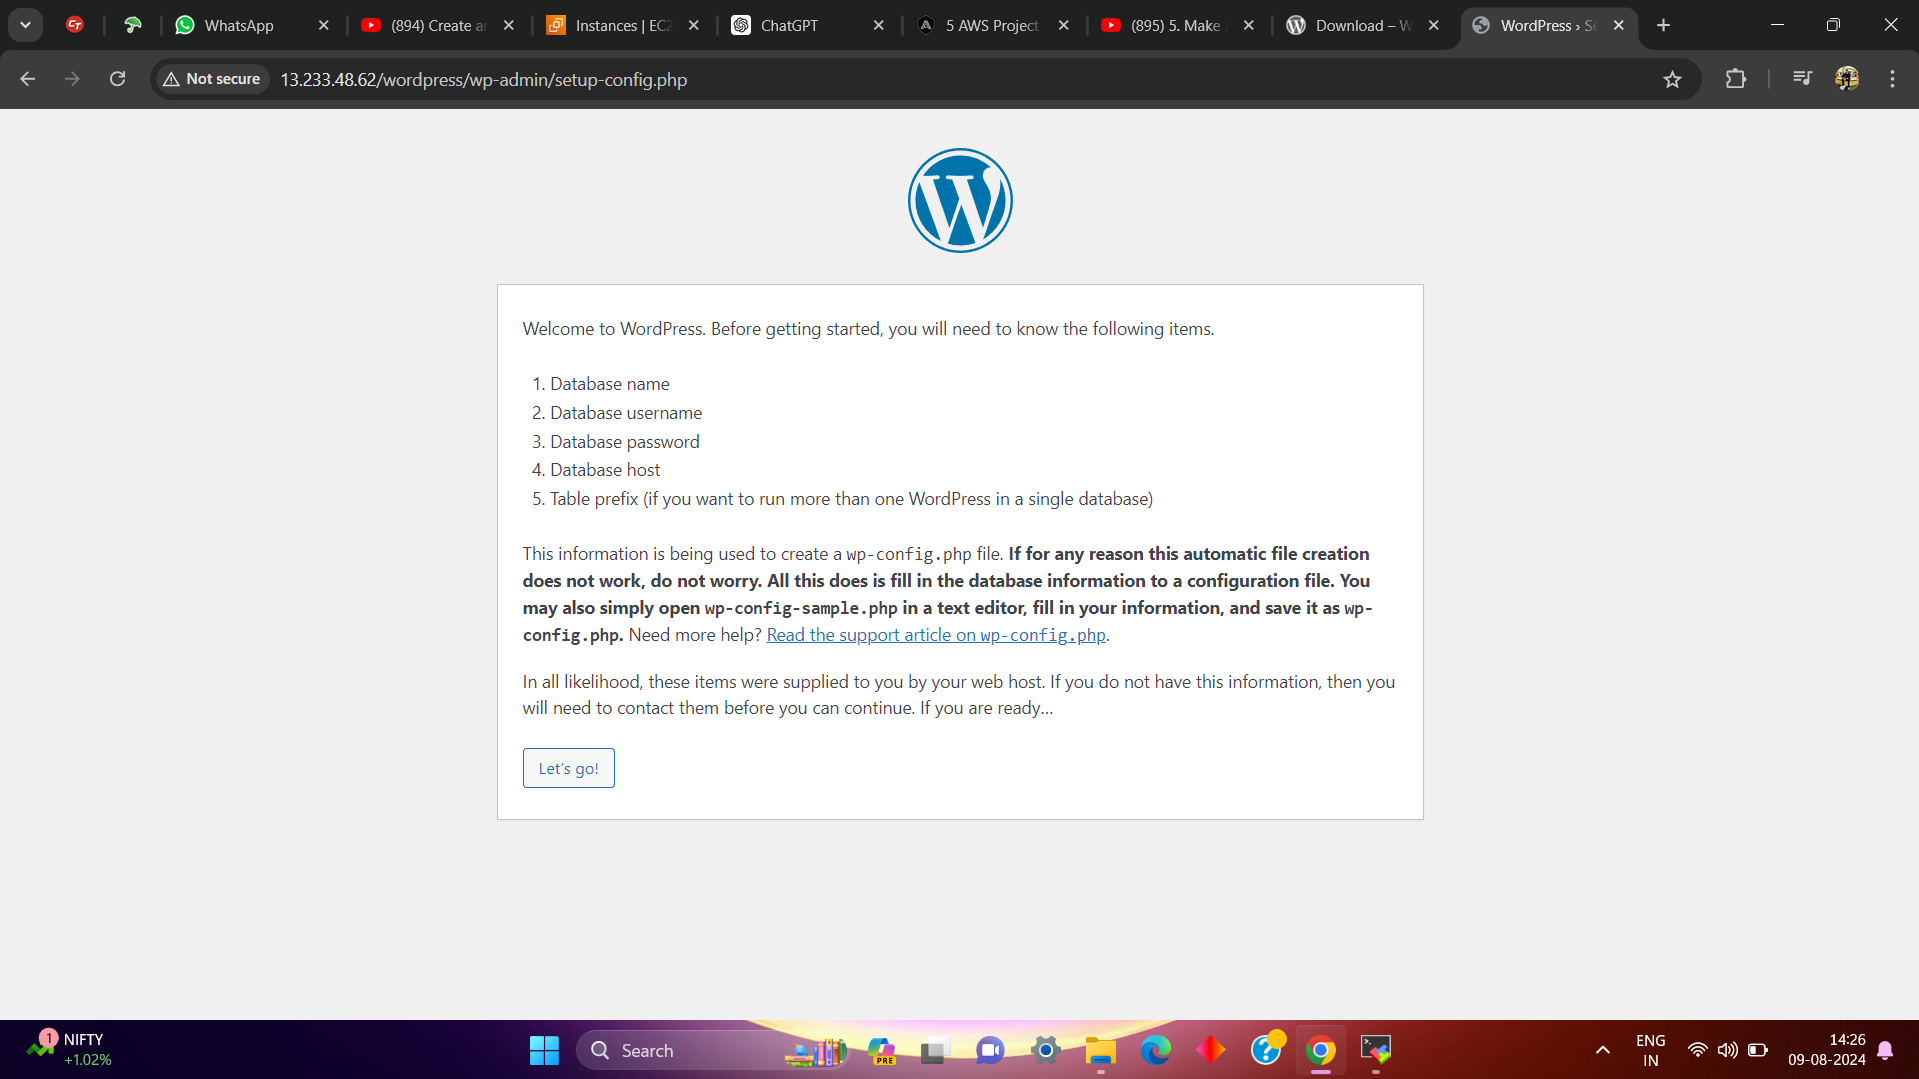 WhatsApp
(894) Create a
Instances | EC2
ChatGPT
5 AWS Project
(895) 5. Make
Download – W
WordPress › Se
Not secure
13.233.48.62/wordpress/wp-admin/setup-config.php
Welcome to WordPress. Before getting started, you will need to know the following items.
1. Database name
2. Database username
3. Database password
4. Database host
5. Table prefix (if you want to run more than one WordPress in a single database)
This information is being used to create a wp-config.php file. If for any reason this automatic file creation
does not work, do not worry. All this does is fill in the database information to a configuration file. You
may also simply open wp-config-sample.php in a text editor, fill in your information, and save it as wp-
config.php. Need more help? Read the support article on wp-config.php.
In all likelihood, these items were supplied to you by your web host. If you do not have this information, then you
will need to contact them before you can continue. If you are ready…
Let's go!
1
NIFTY
+1.02%
Search
PRE
ENG
IN
14:26
09-08-2024